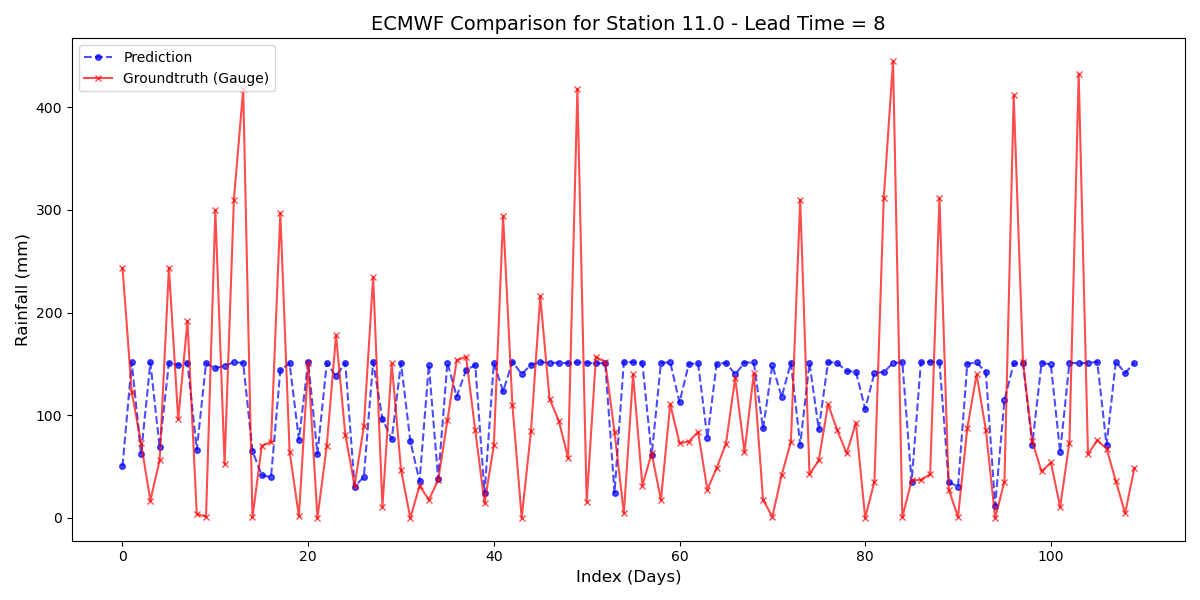 ECMWF Comparison for Station 11.0 - Lead Time = 8
Prediction
Groundtruth (Gauge)
Rainfall (mm)
400
300
200
100
0
0 20 40 60 80 100
Index (Days)